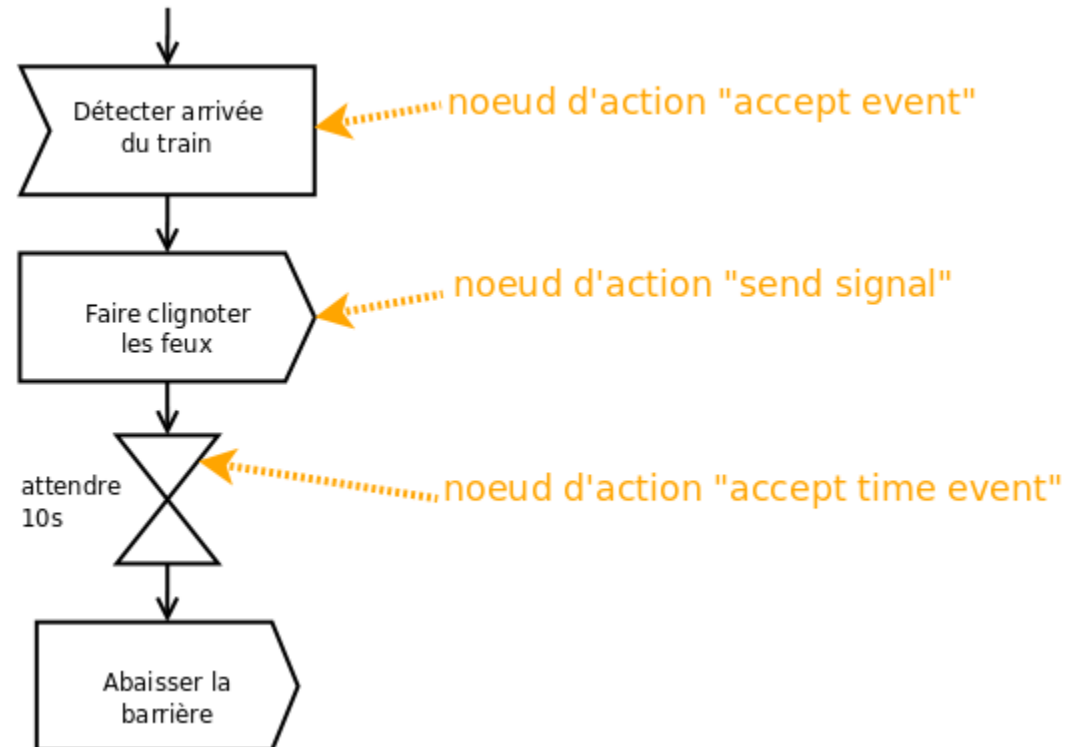 Détecter arrivée
du train
noeud d'action "accept event"
Faire clignoter
les feux
noeud d'action "send signal"
attendre
10s
noeud d'action "accept time event"
Abaisser la
barrière